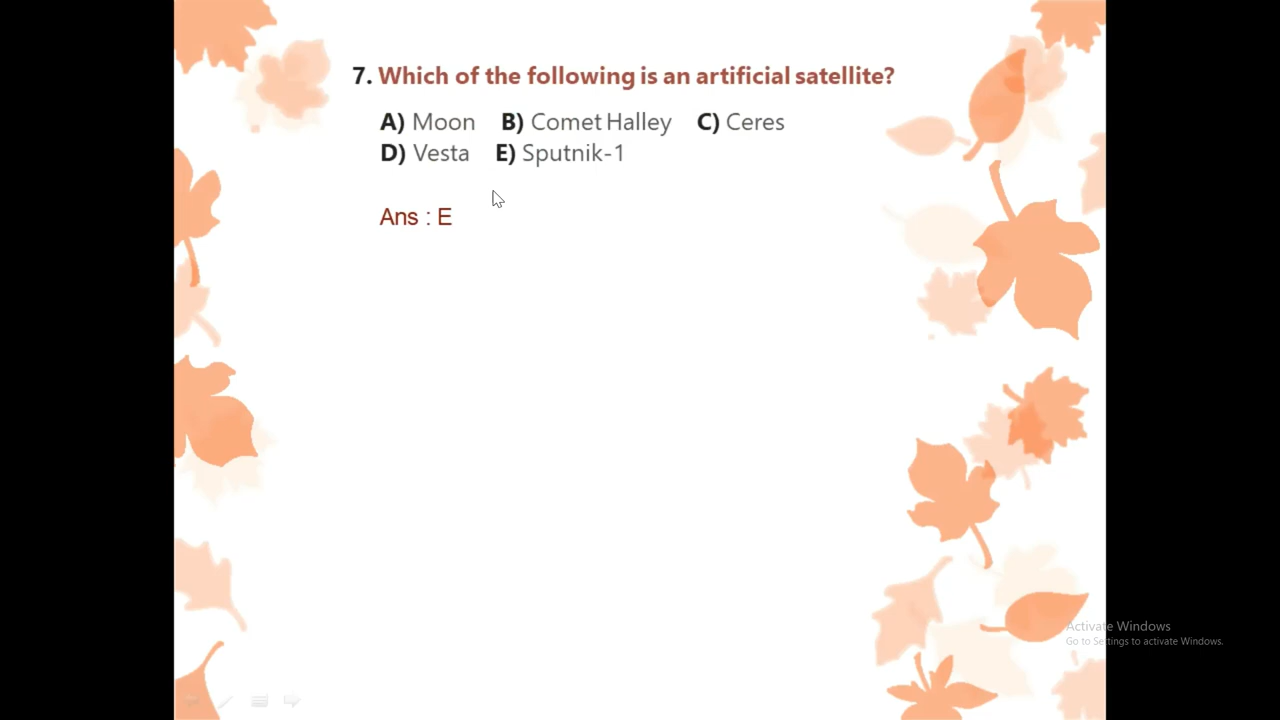 7. Which of the following is an artificial satellite?
A) Moon B) Comet Halley C) Ceres
D) Vesta E) Sputnik-1
Ans : E
Activate Windows
Go to Settings to activate Windows.